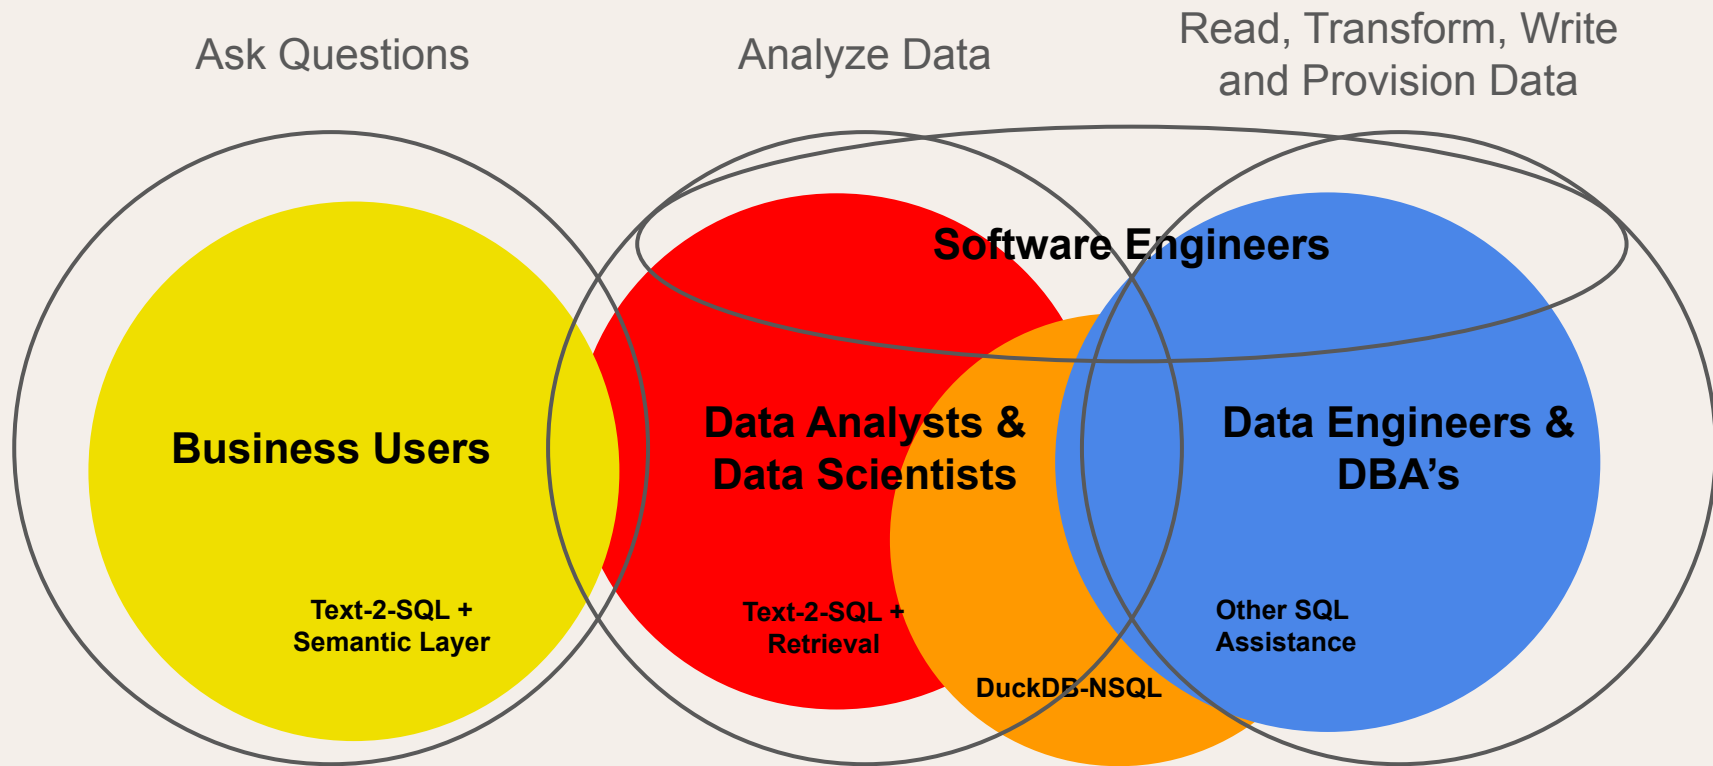 Ask Questions
Analyze Data
Read, Transform, Write
and Provision Data
Software Engineers
Business Users
Data Analysts &
Data Scientists
Data Engineers &
DBA’s
Text-2-SQL +
Semantic Layer
Text-2-SQL +
Retrieval
Other SQL
Assistance
DuckDB-NSQL